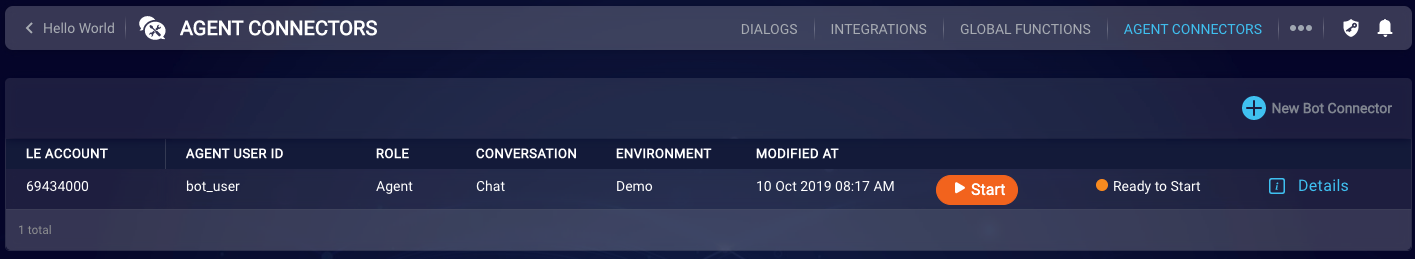 Hello World AGENT CONNECTORS DIALOGS INTEGRATIONS GLOBAL FUNCTIONS AGENT CONNECTORS
New Bot Connector
LE ACCOUNT AGENT USER ID ROLE CONVERSATION ENVIRONMENT MODIFIED AT
69434000 bot_user Agent Chat Demo 10 Oct 2019 08:17 AM Start Ready to Start i Details
1 total